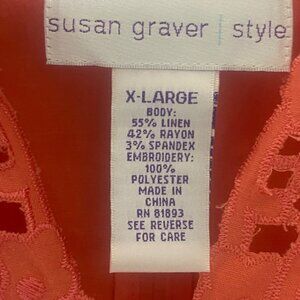 susan graver | style
X-LARGE
BODY:
55% LINEN
42% RAYON
3% SPANDEX
EMBROIDERY:
100%
POLYESTER
MADE IN
CHINA
RN 81893
SEE REVERSE
FOR CARE